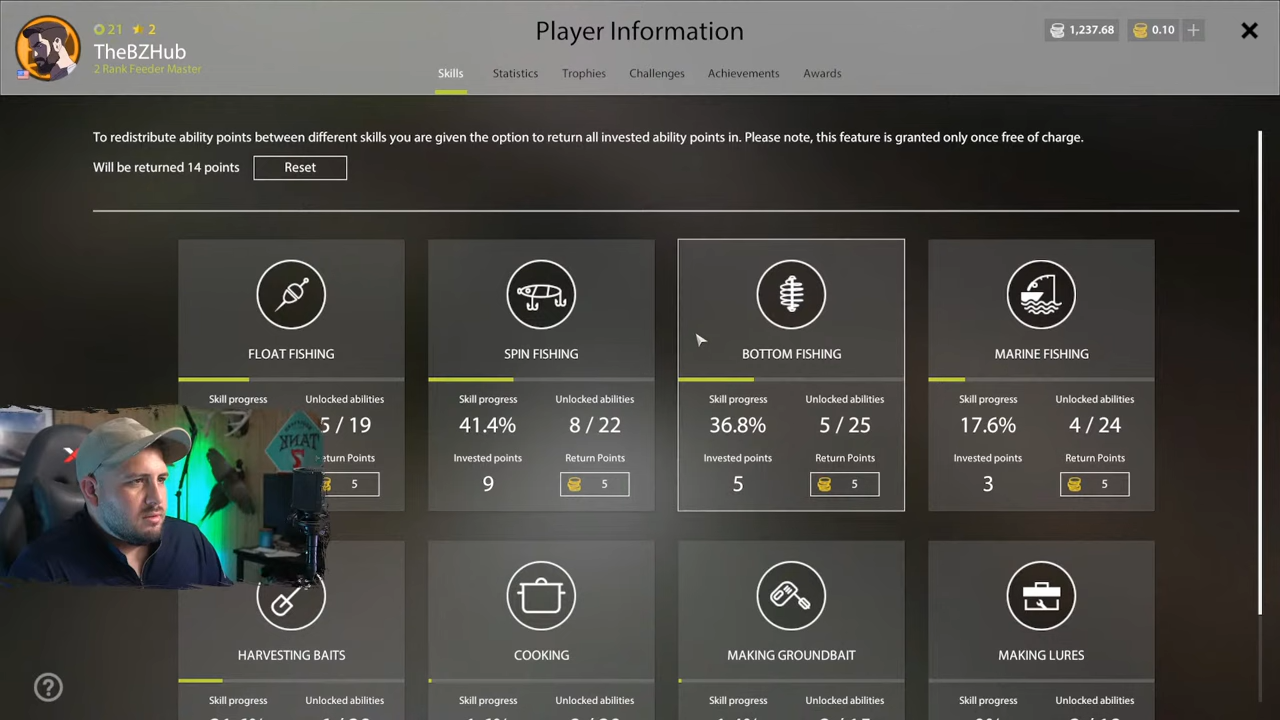 21 2
TheBZHub
2 Rank Feeder Master
Player Information
1,237.68 0.10 +
Skills Statistics Trophies Challenges Achievements Awards
To redistribute ability points between different skills you are given the option to return all invested ability points in. Please note, this feature is granted only once free of charge.
Will be returned 14 points Reset
FLOAT FISHING
Skill progress Unlocked abilities
5 / 19
Return Points
5
SPIN FISHING
Skill progress Unlocked abilities
41.4% 8 / 22
Invested points Return Points
9 5
BOTTOM FISHING
Skill progress Unlocked abilities
36.8% 5 / 25
Invested points Return Points
5 5
MARINE FISHING
Skill progress Unlocked abilities
17.6% 4 / 24
Invested points Return Points
3 5
TANK
HARVESTING BAITS
Skill progress Unlocked abilities
COOKING
Skill progress Unlocked abilities
MAKING GROUNDBAIT
Skill progress Unlocked abilities
MAKING LURES
Skill progress Unlocked abilities
?